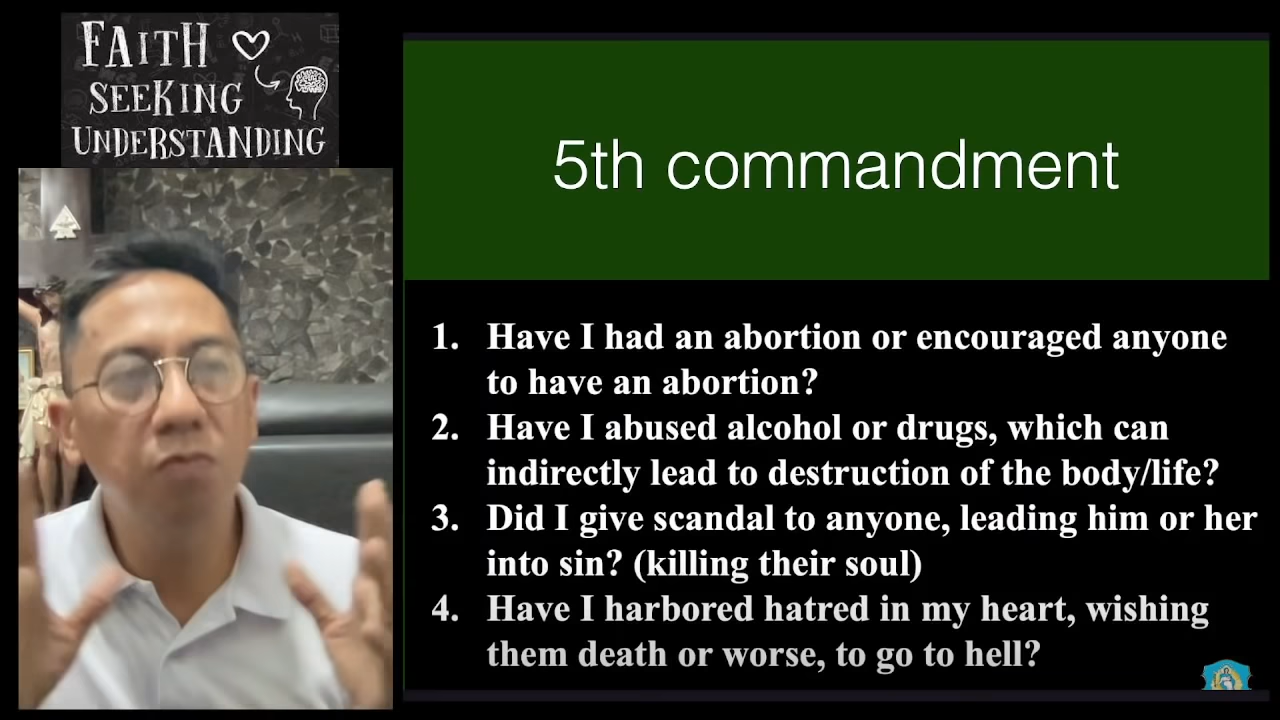 FAITH
SEEKING
UNDERSTANDING
5th commandment
1. Have I had an abortion or encouraged anyone
to have an abortion?
2. Have I abused alcohol or drugs, which can
indirectly lead to destruction of the body/life?
3. Did I give scandal to anyone, leading him or her
into sin? (killing their soul)
4. Have I harbored hatred in my heart, wishing
them death or worse, to go to hell?